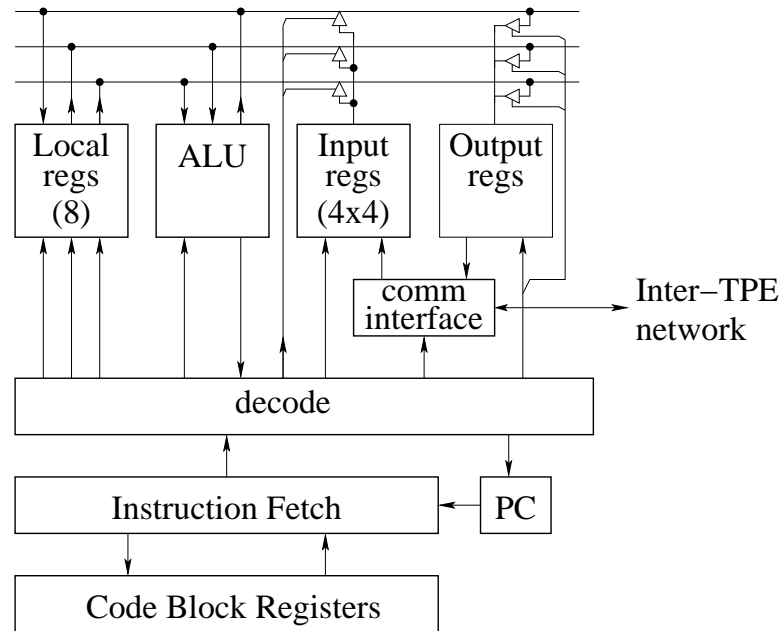 Local
regs
(8)
ALU
Input
regs
(4x4)
Output
regs
comm
interface
Inter−TPE
network
decode
Instruction Fetch
PC
Code Block Registers